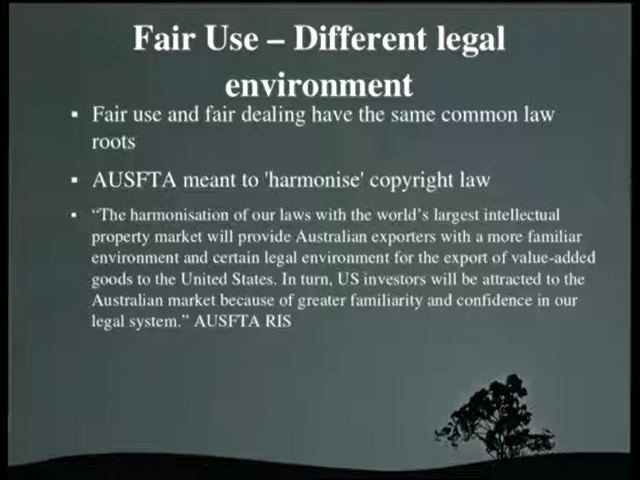 Fair Use – Different legal
environment
▪ Fair use and fair dealing have the same common law
roots
▪ AUSFTA meant to 'harmonise' copyright law
▪ “The harmonisation of our laws with the world’s largest intellectual
property market will provide Australian exporters with a more familiar
environment and certain legal environment for the export of value-added
goods to the United States. In turn, US investors will be attracted to the
Australian market because of greater familiarity and confidence in our
legal system.” AUSFTA RIS